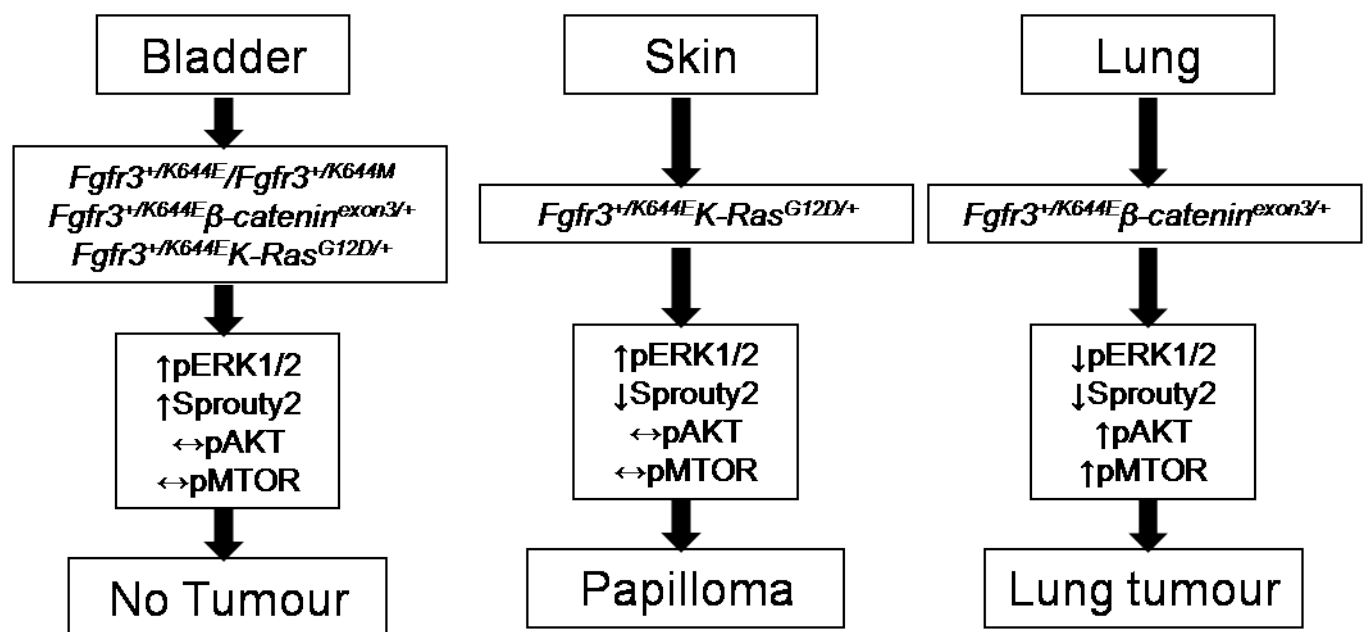 Bladder
Fgfr3⁺/ᴷ⁶⁴⁴ᴱ/Fgfr3⁺/ᴷ⁶⁴⁴ᴹ
Fgfr3⁺/ᴷ⁶⁴⁴ᴱβ-cateninᵉˣᵒⁿ³/⁺
Fgfr3⁺/ᴷ⁶⁴⁴ᴱK-Rasᴳ¹²ᴰ/⁺
↑pERK1/2
↑Sprouty2
↔pAKT
↔pMTOR
No Tumour
Skin
Fgfr3⁺/ᴷ⁶⁴⁴ᴱK-Rasᴳ¹²ᴰ/⁺
↑pERK1/2
↓Sprouty2
↔pAKT
↔pMTOR
Papilloma
Lung
Fgfr3⁺/ᴷ⁶⁴⁴ᴱβ-cateninᵉˣᵒⁿ³/⁺
↓pERK1/2
↓Sprouty2
↑pAKT
↑pMTOR
Lung tumour